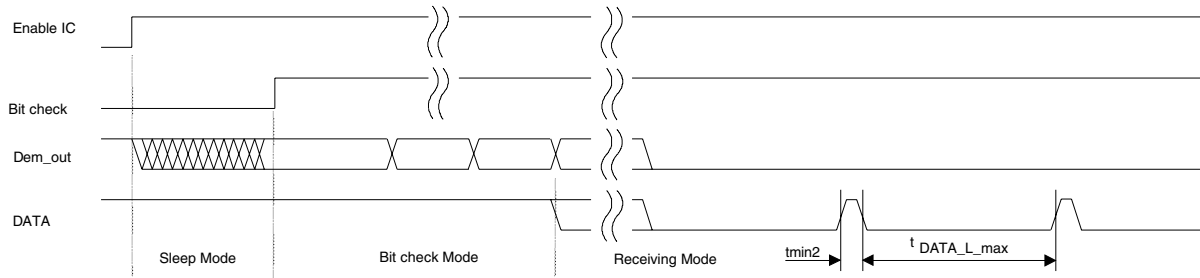 Enable IC
Bit check
Dem_out
DATA
Sleep Mode
Bit check Mode
Receiving Mode
tmin2
t DATA_L_max